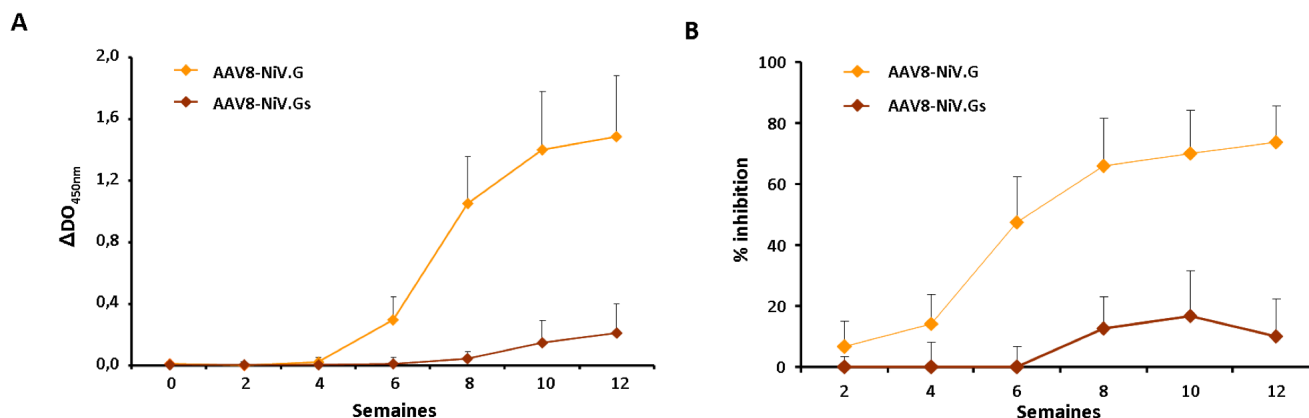 A
2,0
1,6
1,2
0,8
0,4
0,0
ΔDO450nm
AAV8-NiV.G
AAV8-NiV.Gs
0 2 4 6 8 10 12
Semaines
B
100
80
60
40
20
0
% inhibition
AAV8-NiV.G
AAV8-NiV.Gs
2 4 6 8 10 12
Semaines